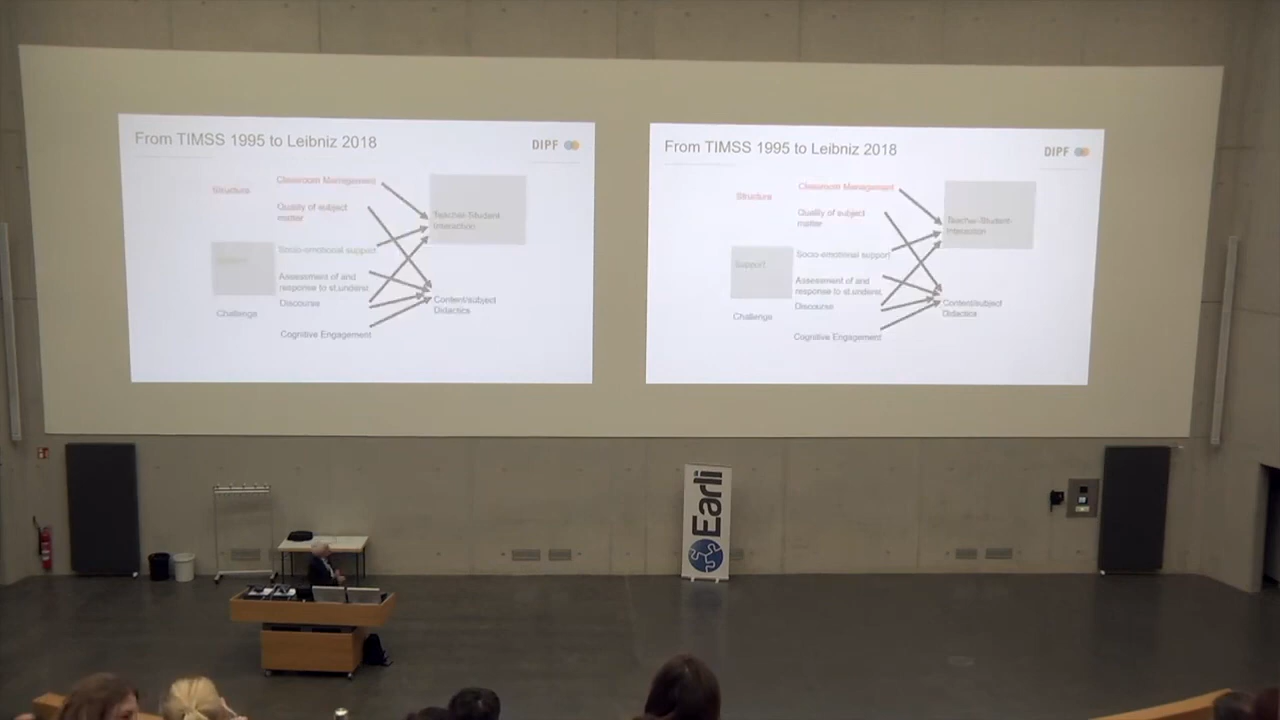 From TIMSS 1995 to Leibniz 2018
DIPF
Structure
Classroom Management
Quality of subject
matter
Socio-emotional support
Support
Assessment of and
response to st.underst.
Discourse
Challenge
Cognitive Engagement
Teacher-Student
Interaction
Content/subject
Didactics
From TIMSS 1995 to Leibniz 2018
DIPF
Structure
Classroom Management
Quality of subject
matter
Socio-emotional support
Support
Assessment of and
response to st.underst.
Discourse
Challenge
Cognitive Engagement
Teacher-Student-
Interaction
Content/subject
Didactics
Earli